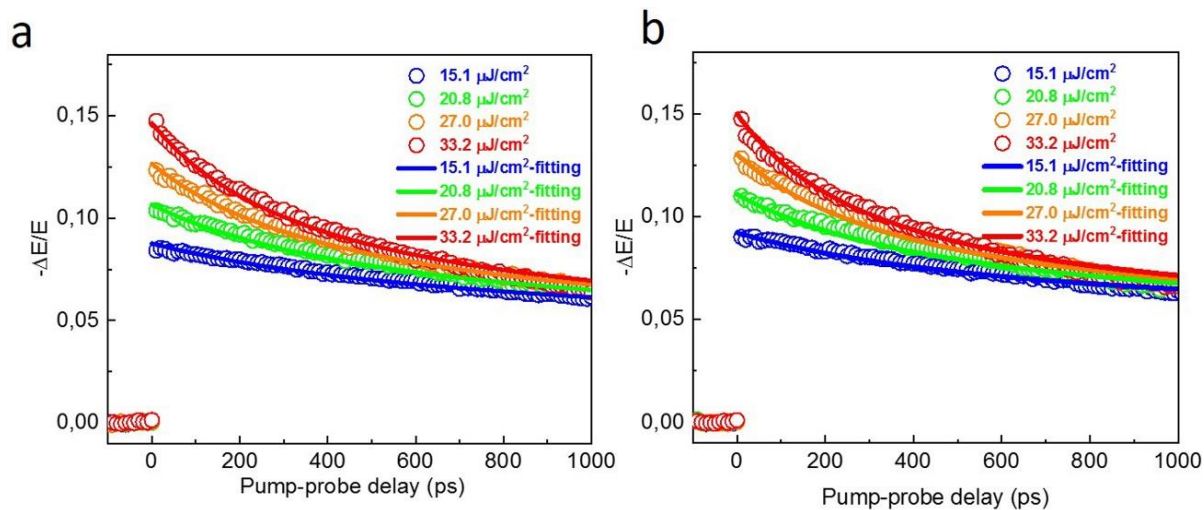 a
-ΔE/E
0,15
0,10
0,05
0,00
15.1 μJ/cm²
20.8 μJ/cm²
27.0 μJ/cm²
33.2 μJ/cm²
15.1 μJ/cm²-fitting
20.8 μJ/cm²-fitting
27.0 μJ/cm²-fitting
33.2 μJ/cm²-fitting
0 200 400 600 800 1000
Pump-probe delay (ps)
b
-ΔE/E
0,15
0,10
0,05
0,00
15.1 μJ/cm²
20.8 μJ/cm²
27.0 μJ/cm²
33.2 μJ/cm²
15.1 μJ/cm²-fitting
20.8 μJ/cm²-fitting
27.0 μJ/cm²-fitting
33.2 μJ/cm²-fitting
0 200 400 600 800 1000
Pump-probe delay (ps)